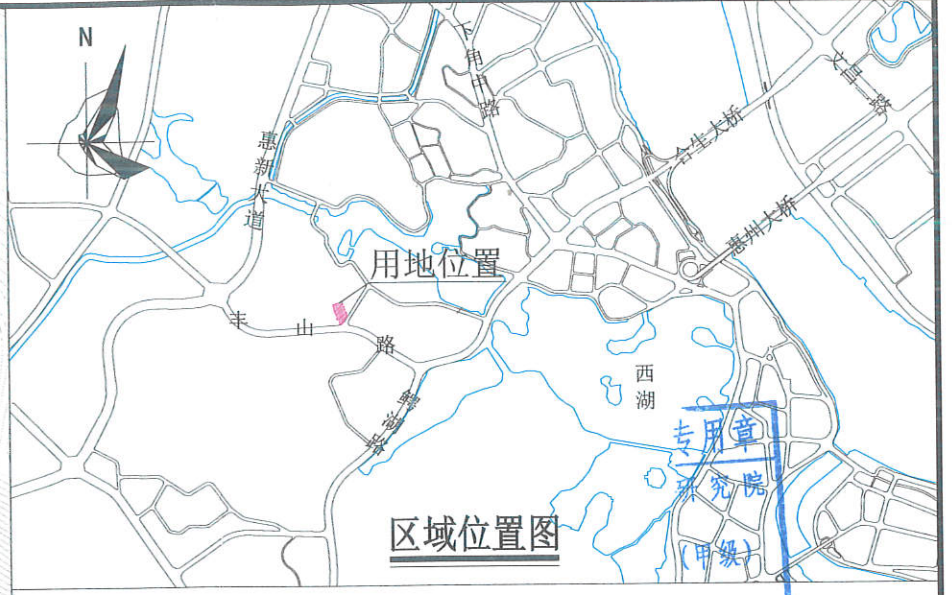 N
下角中路
文昌一路
合生大桥
惠新大道
惠州大桥
用地位置
丰山路
西湖
鳄湖路
专用章
研究院
(甲级)
区域位置图